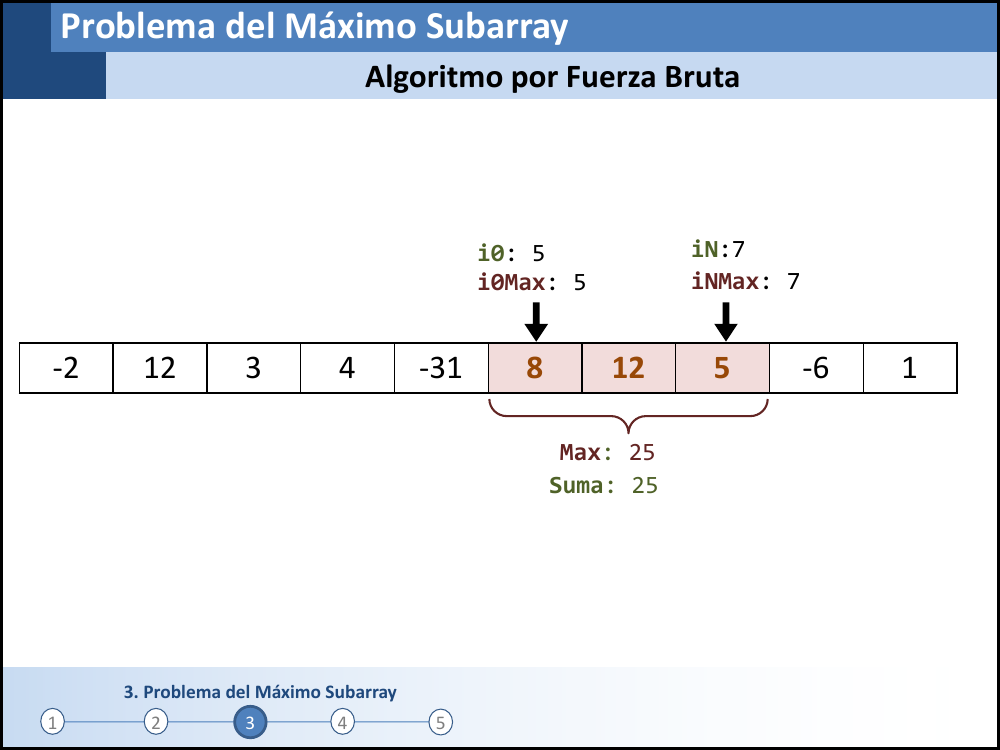 Problema del Máximo Subarray
Algoritmo por Fuerza Bruta
i0: 5
iN:7
i0Max: 5
iNMax: 7
-2 12 3 4 -31 8 12 5 -6 1
Max: 25
Suma: 25
3. Problema del Máximo Subarray
1 2 3 4 5